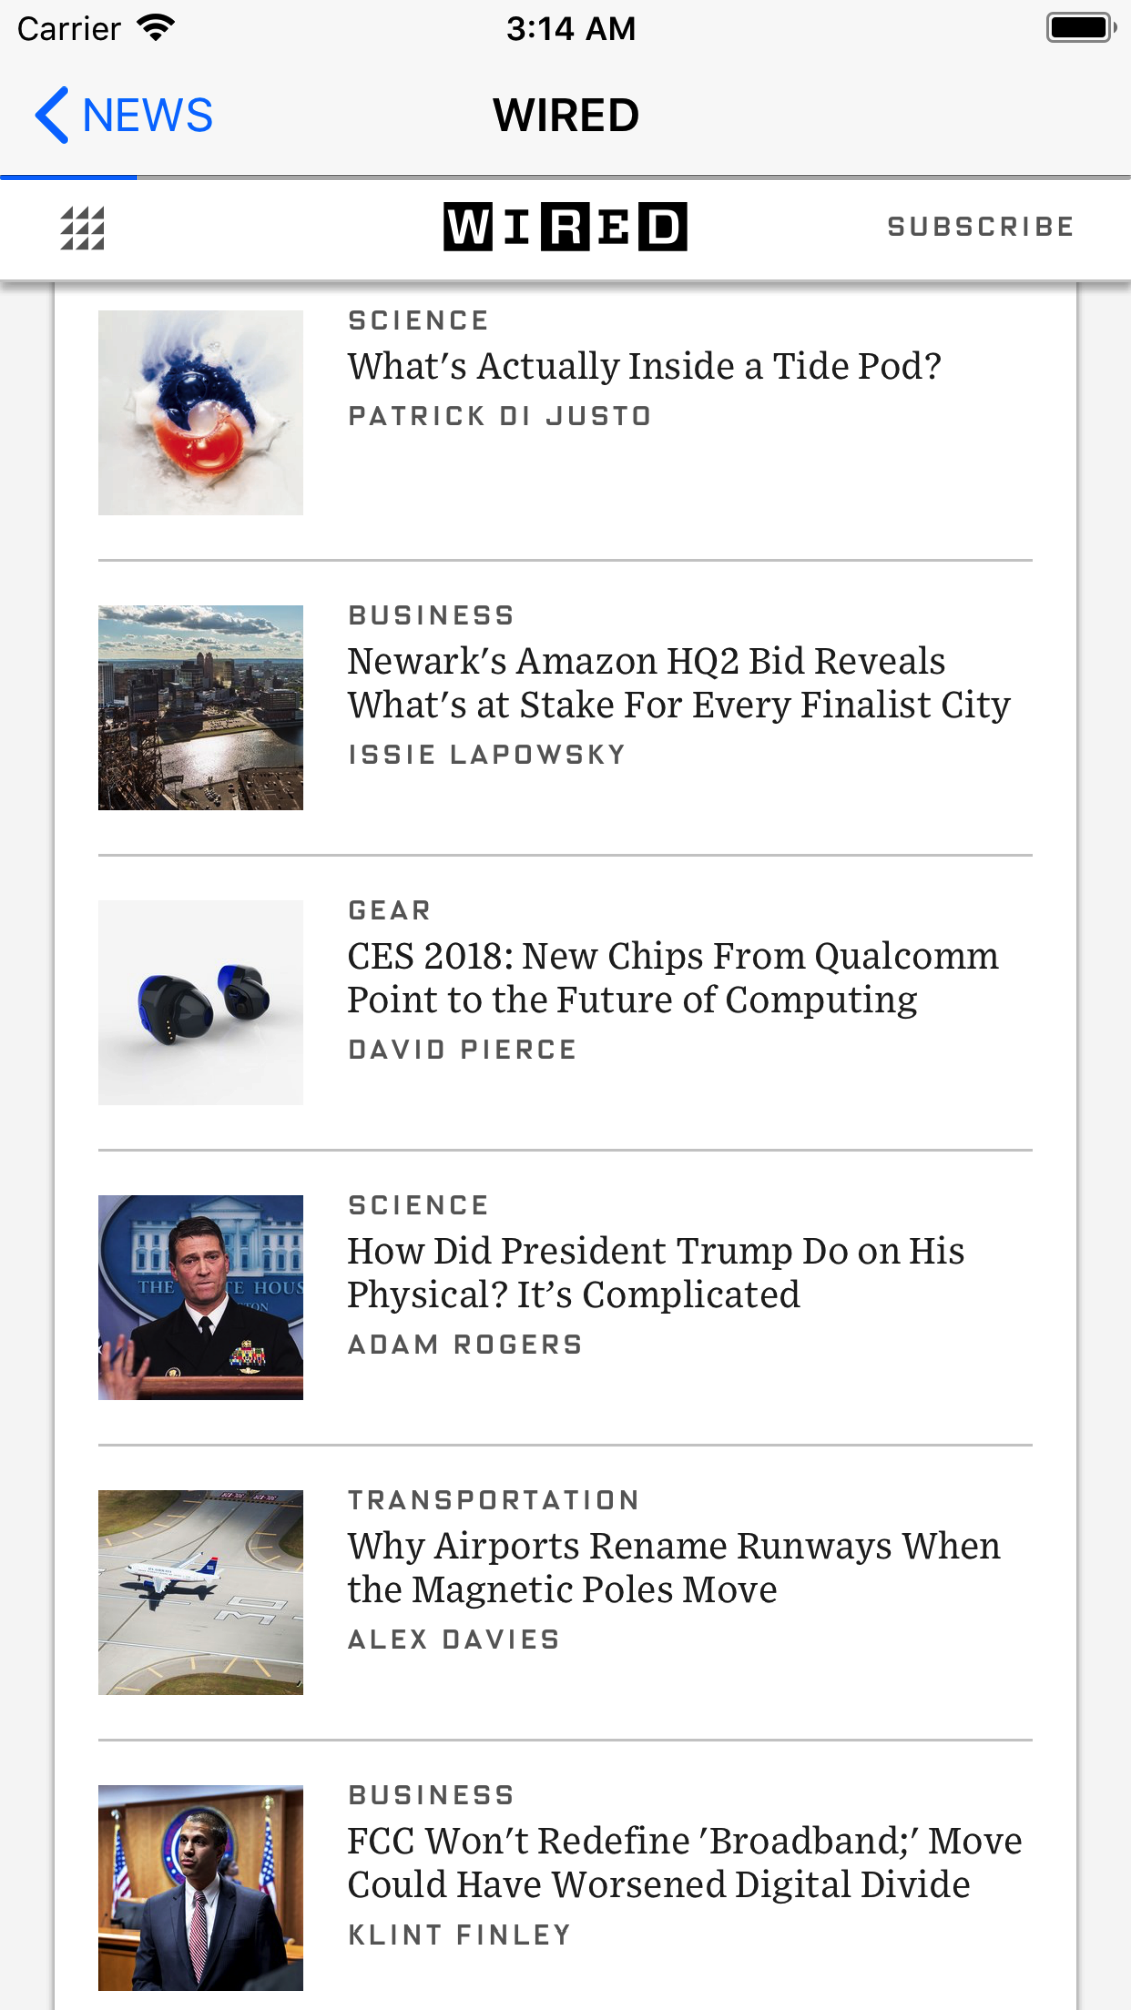 Carrier 3:14 AM
NEWS WIRED
WIRED SUBSCRIBE
SCIENCE
What's Actually Inside a Tide Pod?
PATRICK DI JUSTO
BUSINESS
Newark's Amazon HQ2 Bid Reveals
What's at Stake For Every Finalist City
ISSIE LAPOWSKY
GEAR
CES 2018: New Chips From Qualcomm
Point to the Future of Computing
DAVID PIERCE
SCIENCE
How Did President Trump Do on His
Physical? It’s Complicated
ADAM ROGERS
TRANSPORTATION
Why Airports Rename Runways When
the Magnetic Poles Move
ALEX DAVIES
BUSINESS
FCC Won't Redefine 'Broadband;' Move
Could Have Worsened Digital Divide
KLINT FINLEY